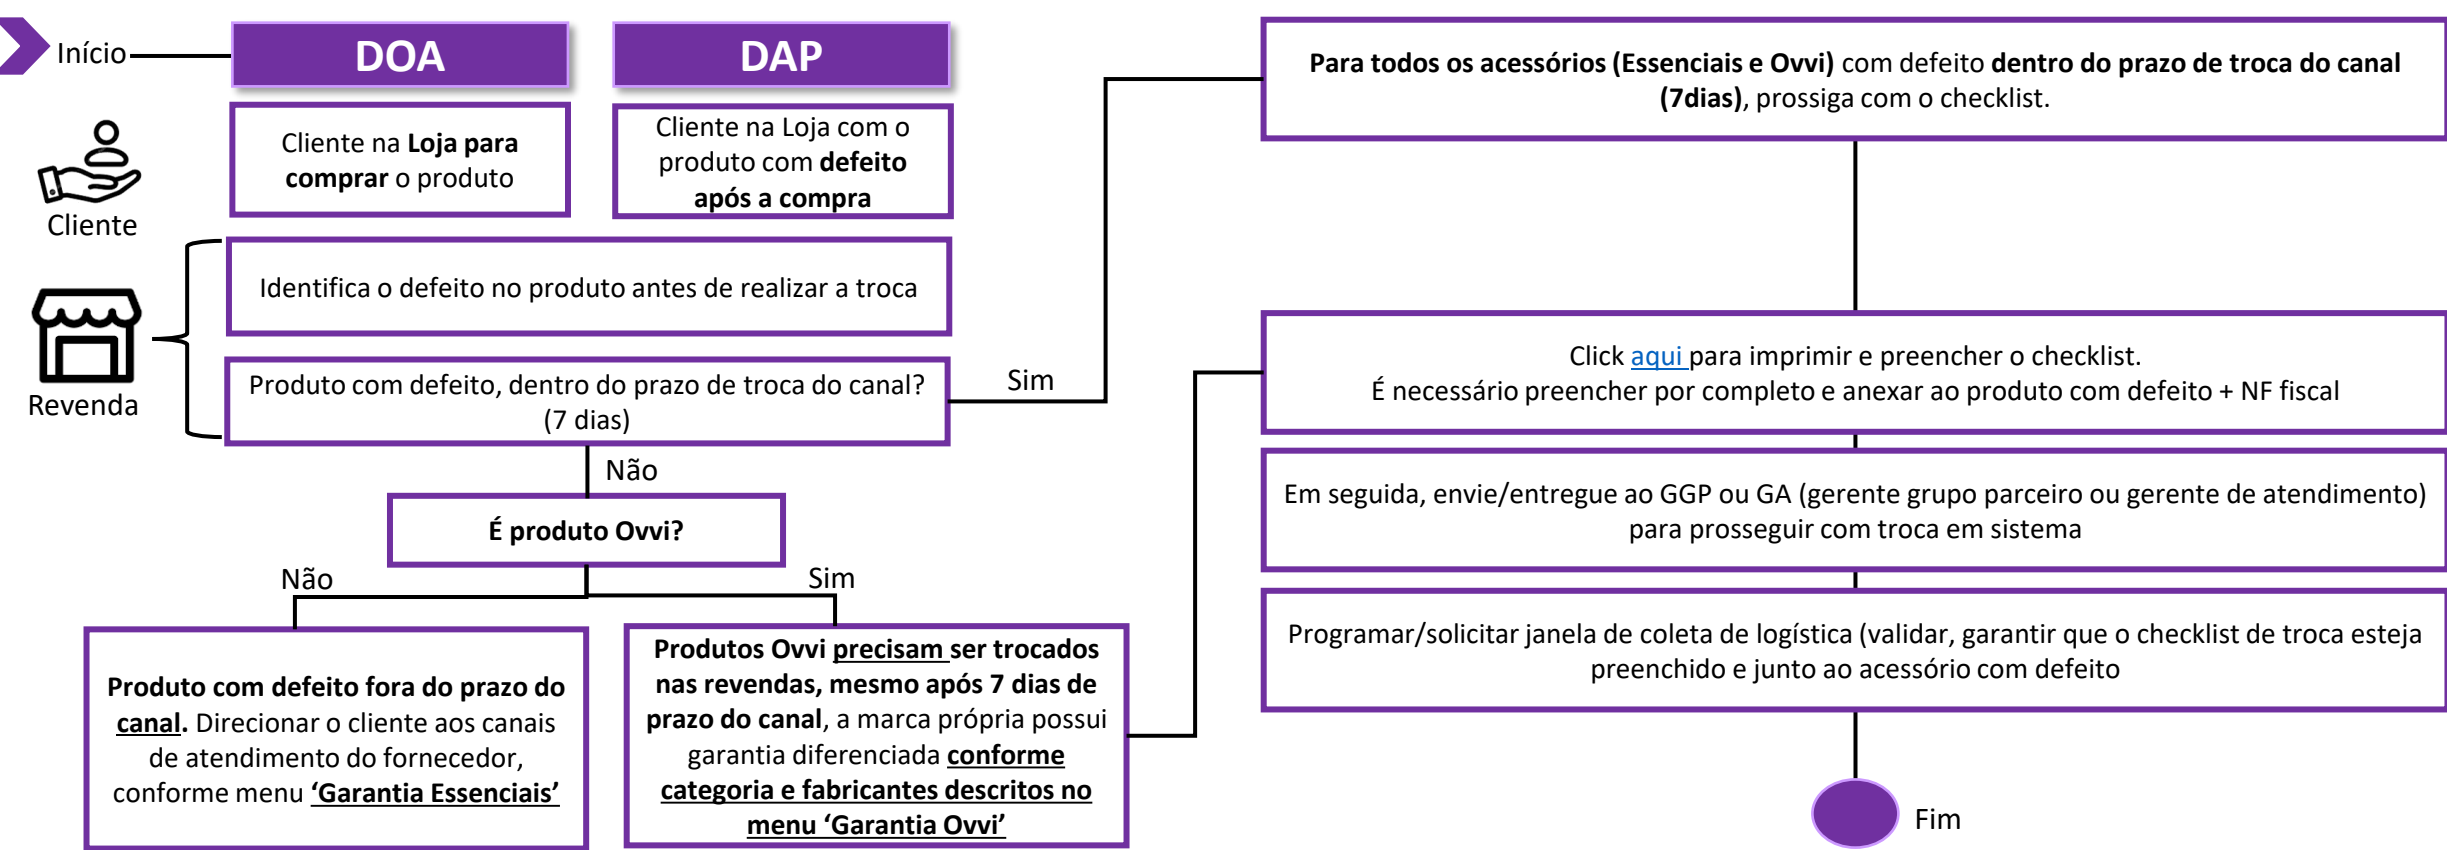 Início
DOA
DAP
Cliente na Loja para
comprar o produto
Cliente na Loja com o
produto com defeito
após a compra
Cliente
Identifica o defeito no produto antes de realizar a troca
Produto com defeito, dentro do prazo de troca do canal?
(7 dias)
Revenda
Sim
Não
É produto Ovvi?
Não
Sim
Produto com defeito fora do prazo do
canal. Direcionar o cliente aos canais
de atendimento do fornecedor,
conforme menu ‘Garantia Essenciais’
Produtos Ovvi precisam ser trocados
nas revendas, mesmo após 7 dias de
prazo do canal, a marca própria possui
garantia diferenciada conforme
categoria e fabricantes descritos no
menu ‘Garantia Ovvi’
Para todos os acessórios (Essenciais e Ovvi) com defeito dentro do prazo de troca do canal
(7dias), prossiga com o checklist.
Click aqui para imprimir e preencher o checklist.
É necessário preencher por completo e anexar ao produto com defeito + NF fiscal
Em seguida, envie/entregue ao GGP ou GA (gerente grupo parceiro ou gerente de atendimento)
para prosseguir com troca em sistema
Programar/solicitar janela de coleta de logística (validar, garantir que o checklist de troca esteja
preenchido e junto ao acessório com defeito
Fim